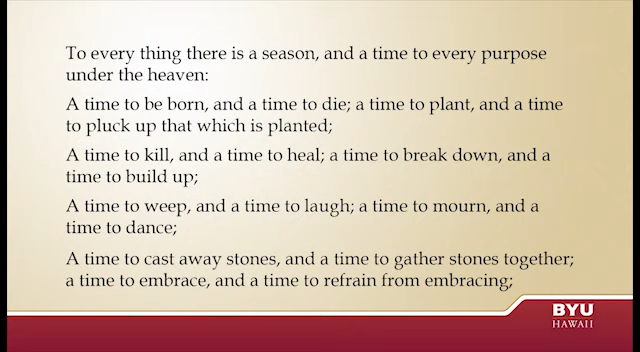 To every thing there is a season, and a time to every purpose
under the heaven:
A time to be born, and a time to die; a time to plant, and a time
to pluck up that which is planted;
A time to kill, and a time to heal; a time to break down, and a
time to build up;
A time to weep, and a time to laugh; a time to mourn, and a
time to dance;
A time to cast away stones, and a time to gather stones together;
a time to embrace, and a time to refrain from embracing;
BYU
HAWAII